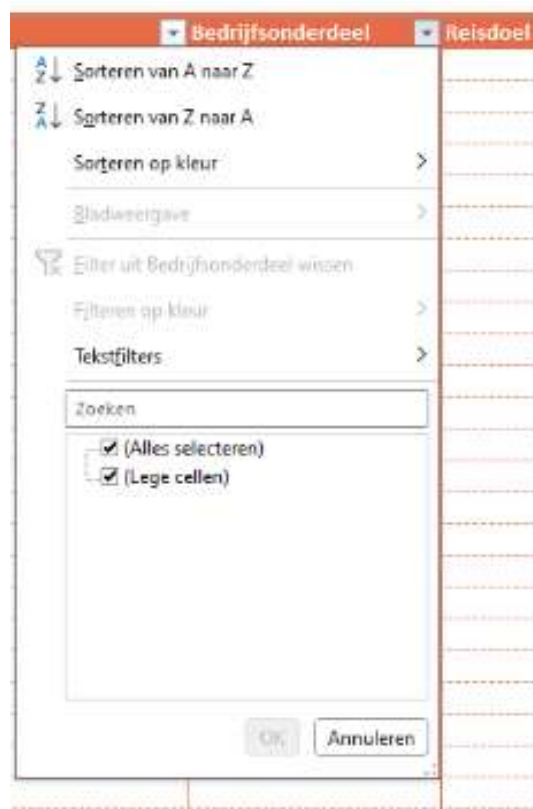 Bedrijfsonderdeel Reisdoel
Sorteren van A naar Z
Sorteren van Z naar A
Sorteren op kleur
Bladweergave
Filter uit Bedrijfsonderdeel wissen
Filteren op kleur
Tekstfilters
Zoeken
(Alles selecteren)
(Lege cellen)
OK Annuleren